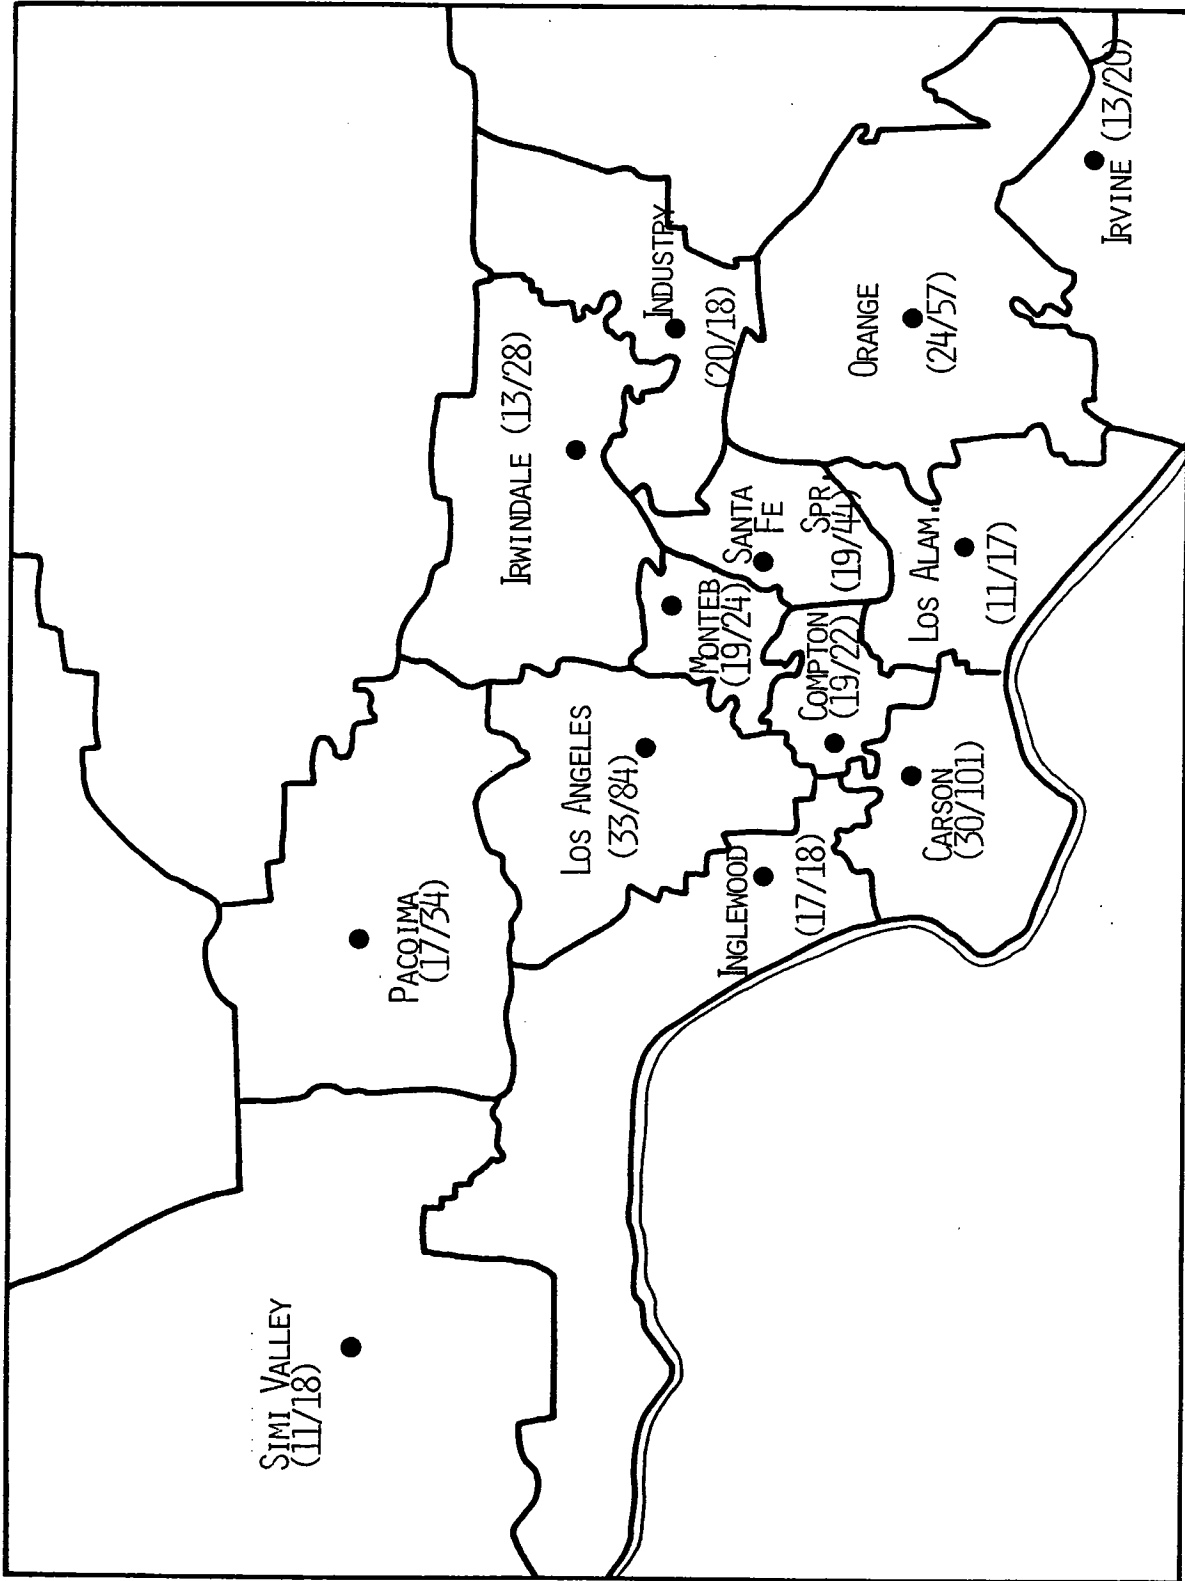 SIMI VALLEY
(11/18)
PACOIMA
(17/34)
IRWINDALE (13/28)
LOS ANGELES
(33/84)
INDUSTRY
(20/18)
MONTEB.
(19/24)
SANTA
FE
SPR.
(19/44)
INGLEWOOD
(17/18)
COMPTON
(19/22)
ORANGE
(24/57)
CARSON
(30/101)
LOS ALAM.
(11/17)
IRVINE (13/20)